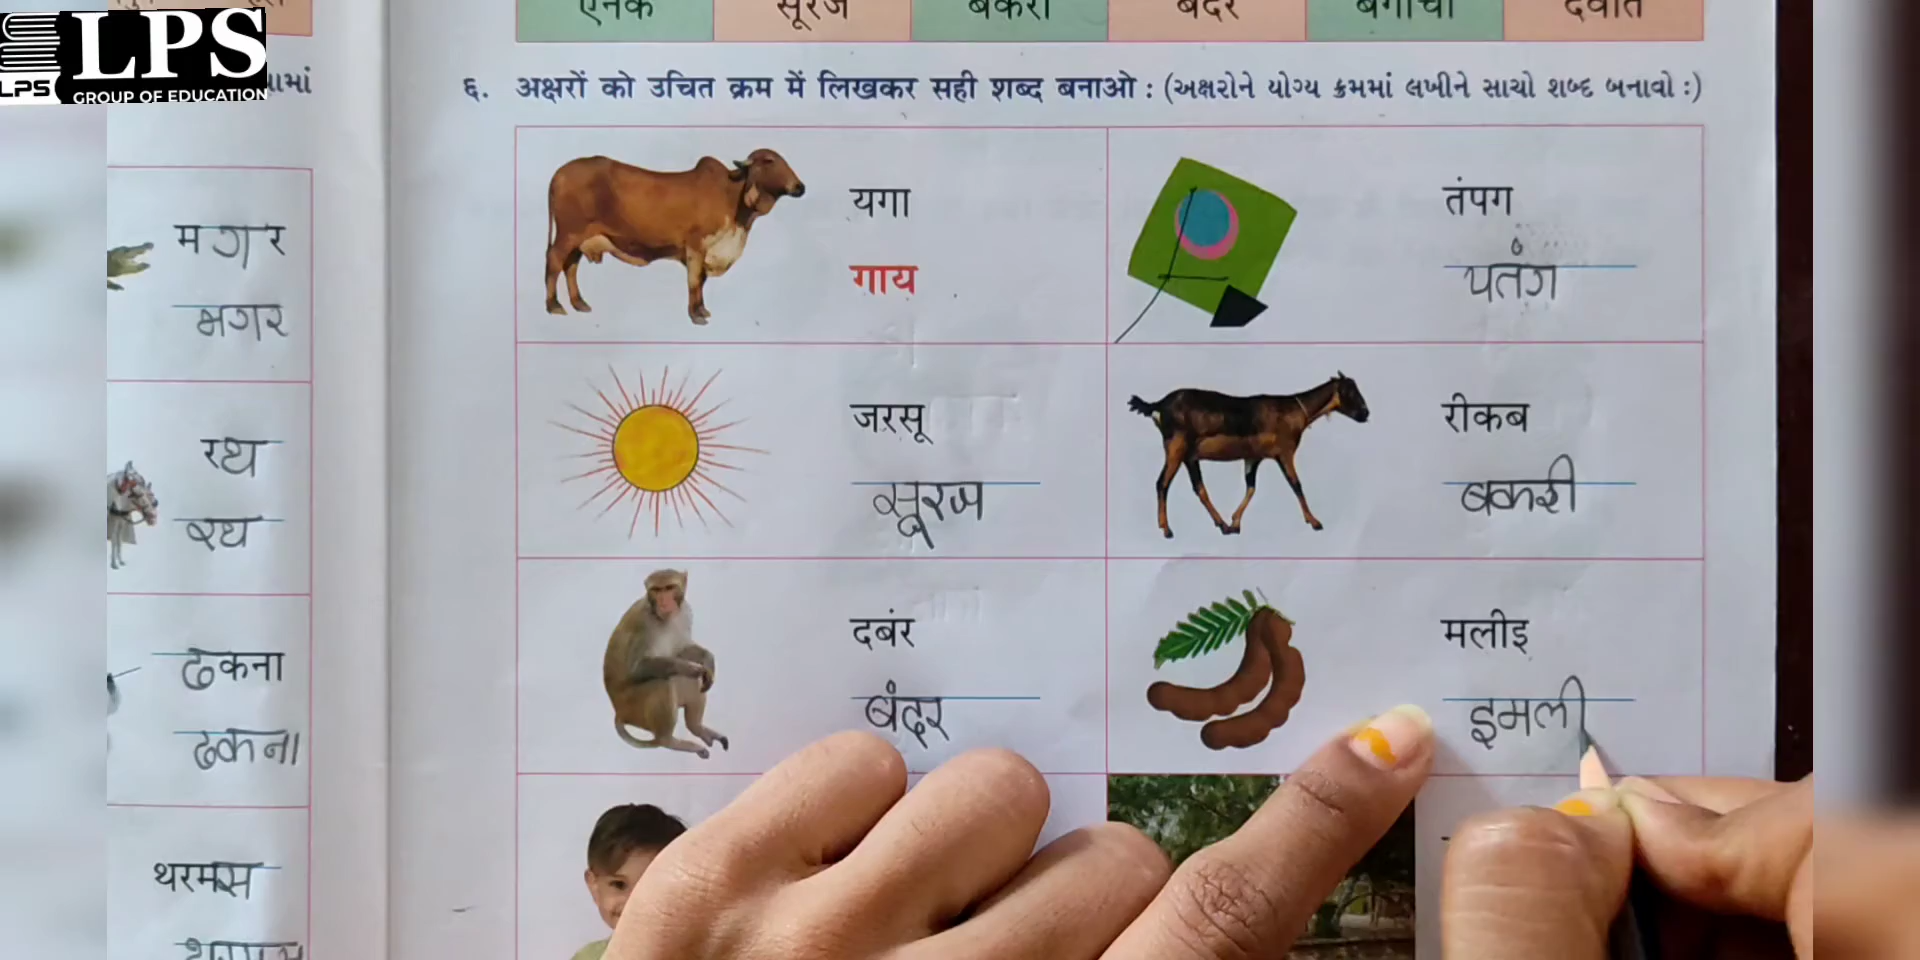 LPS
LPS
GROUP OF EDUCATION
ऐनक सूरज बकरी बंदर बगीचा दवात
६. अक्षरों को उचित क्रम में लिखकर सही शब्द बनाओ : (અક્ષરોને યોગ્ય ક્રમમાં લખીને સાચો શબ્દ બનાવો :)
मगर
मगर
रथ
रथ
ढकना
ढकना
थरमस
यगा
गाय
तंपग
पतंग
जरसू
सूरज
रीकब
बकरी
दबंर
बंदर
मलीइ
इमली